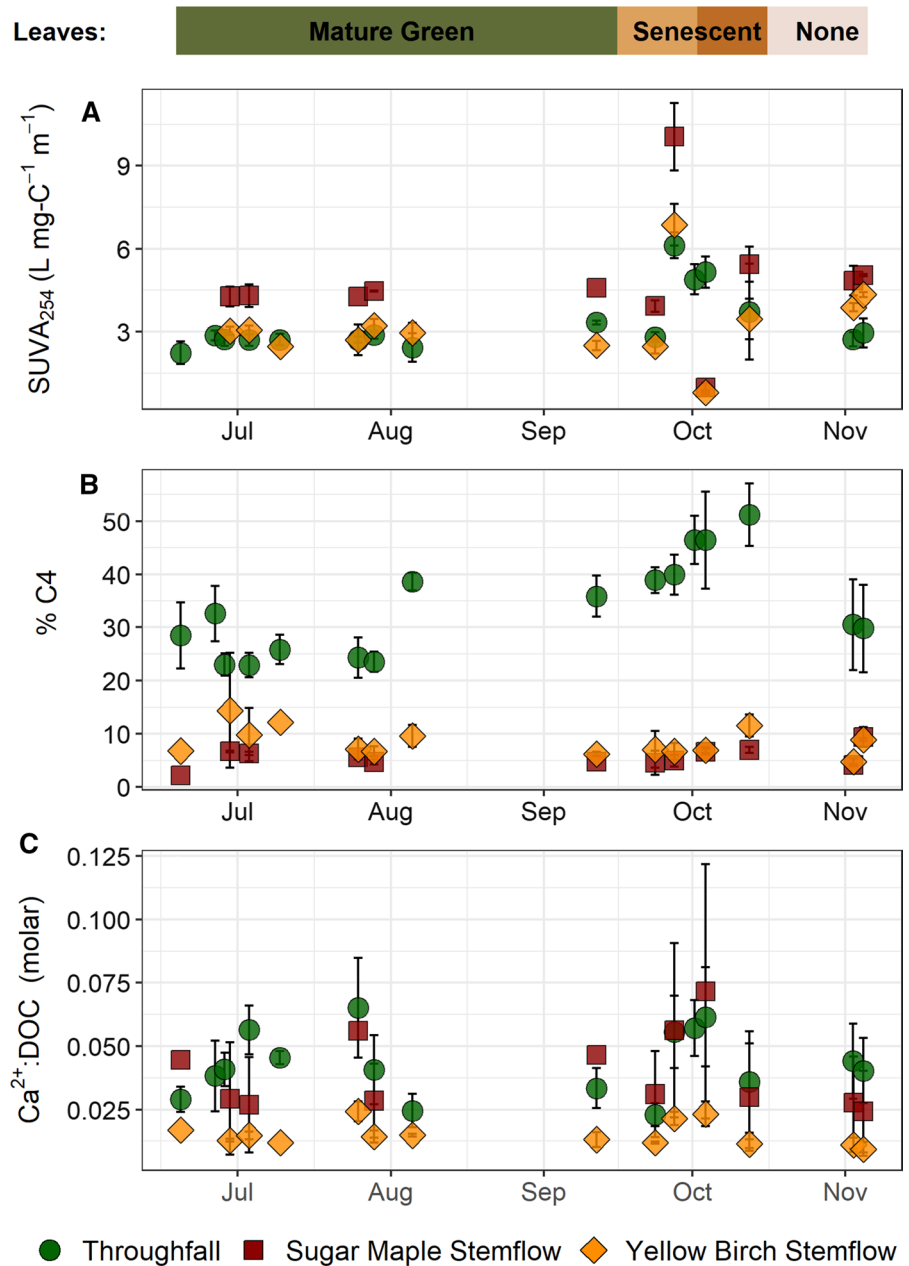 Leaves: Mature Green Senescent None
A
SUVA₂₅₄ (L mg-C⁻¹ m⁻¹)
9
6
3
Jul Aug Sep Oct Nov
B
% C4
50
40
30
20
10
0
Jul Aug Sep Oct Nov
C
Ca²⁺:DOC (molar)
0.125
0.100
0.075
0.050
0.025
Jul Aug Sep Oct Nov
Throughfall Sugar Maple Stemflow Yellow Birch Stemflow